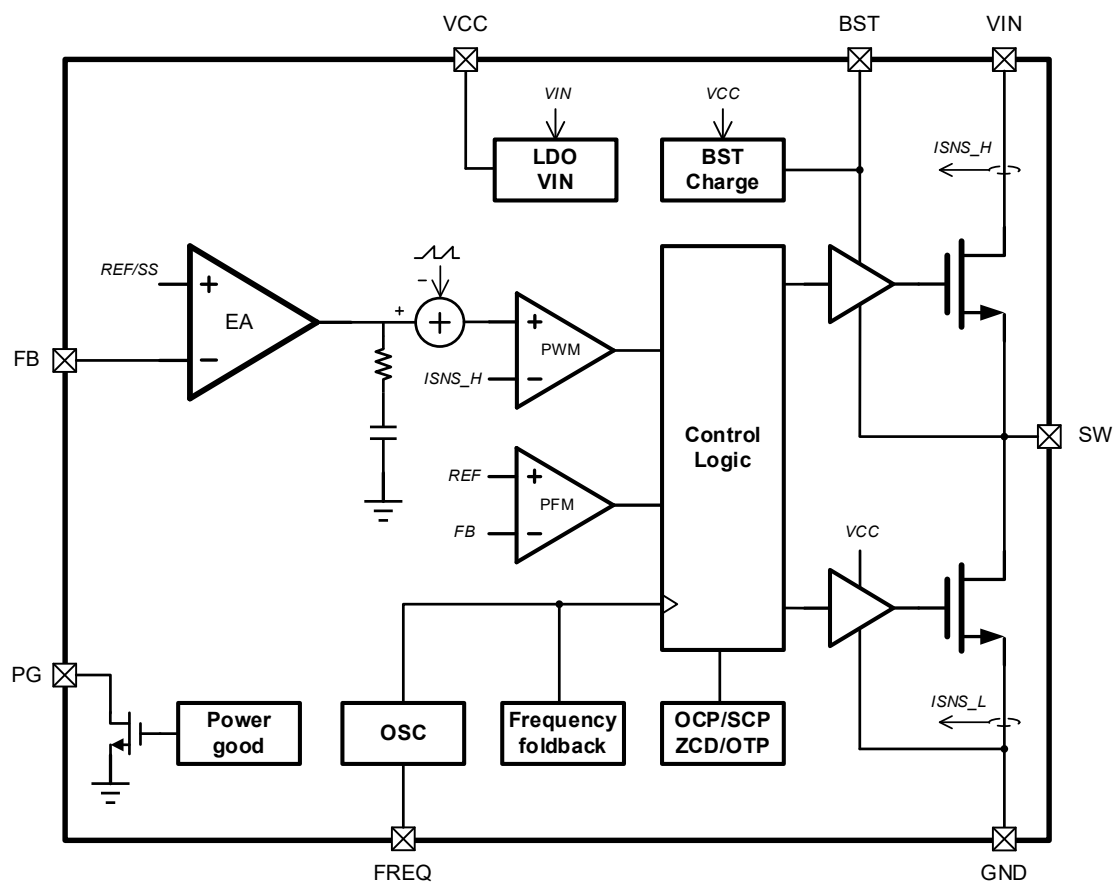 VCC
BST
VIN
VIN
VCC
LDO
VIN
BST
Charge
ISNS_H
REF/SS
+
EA
−
−
+
+
+
PWM
−
ISNS_H
FB
Control
Logic
SW
REF
+
PFM
FB
−
VCC
PG
Power
good
OSC
Frequency
foldback
OCP/SCP
ZCD/OTP
ISNS_L
FREQ
GND